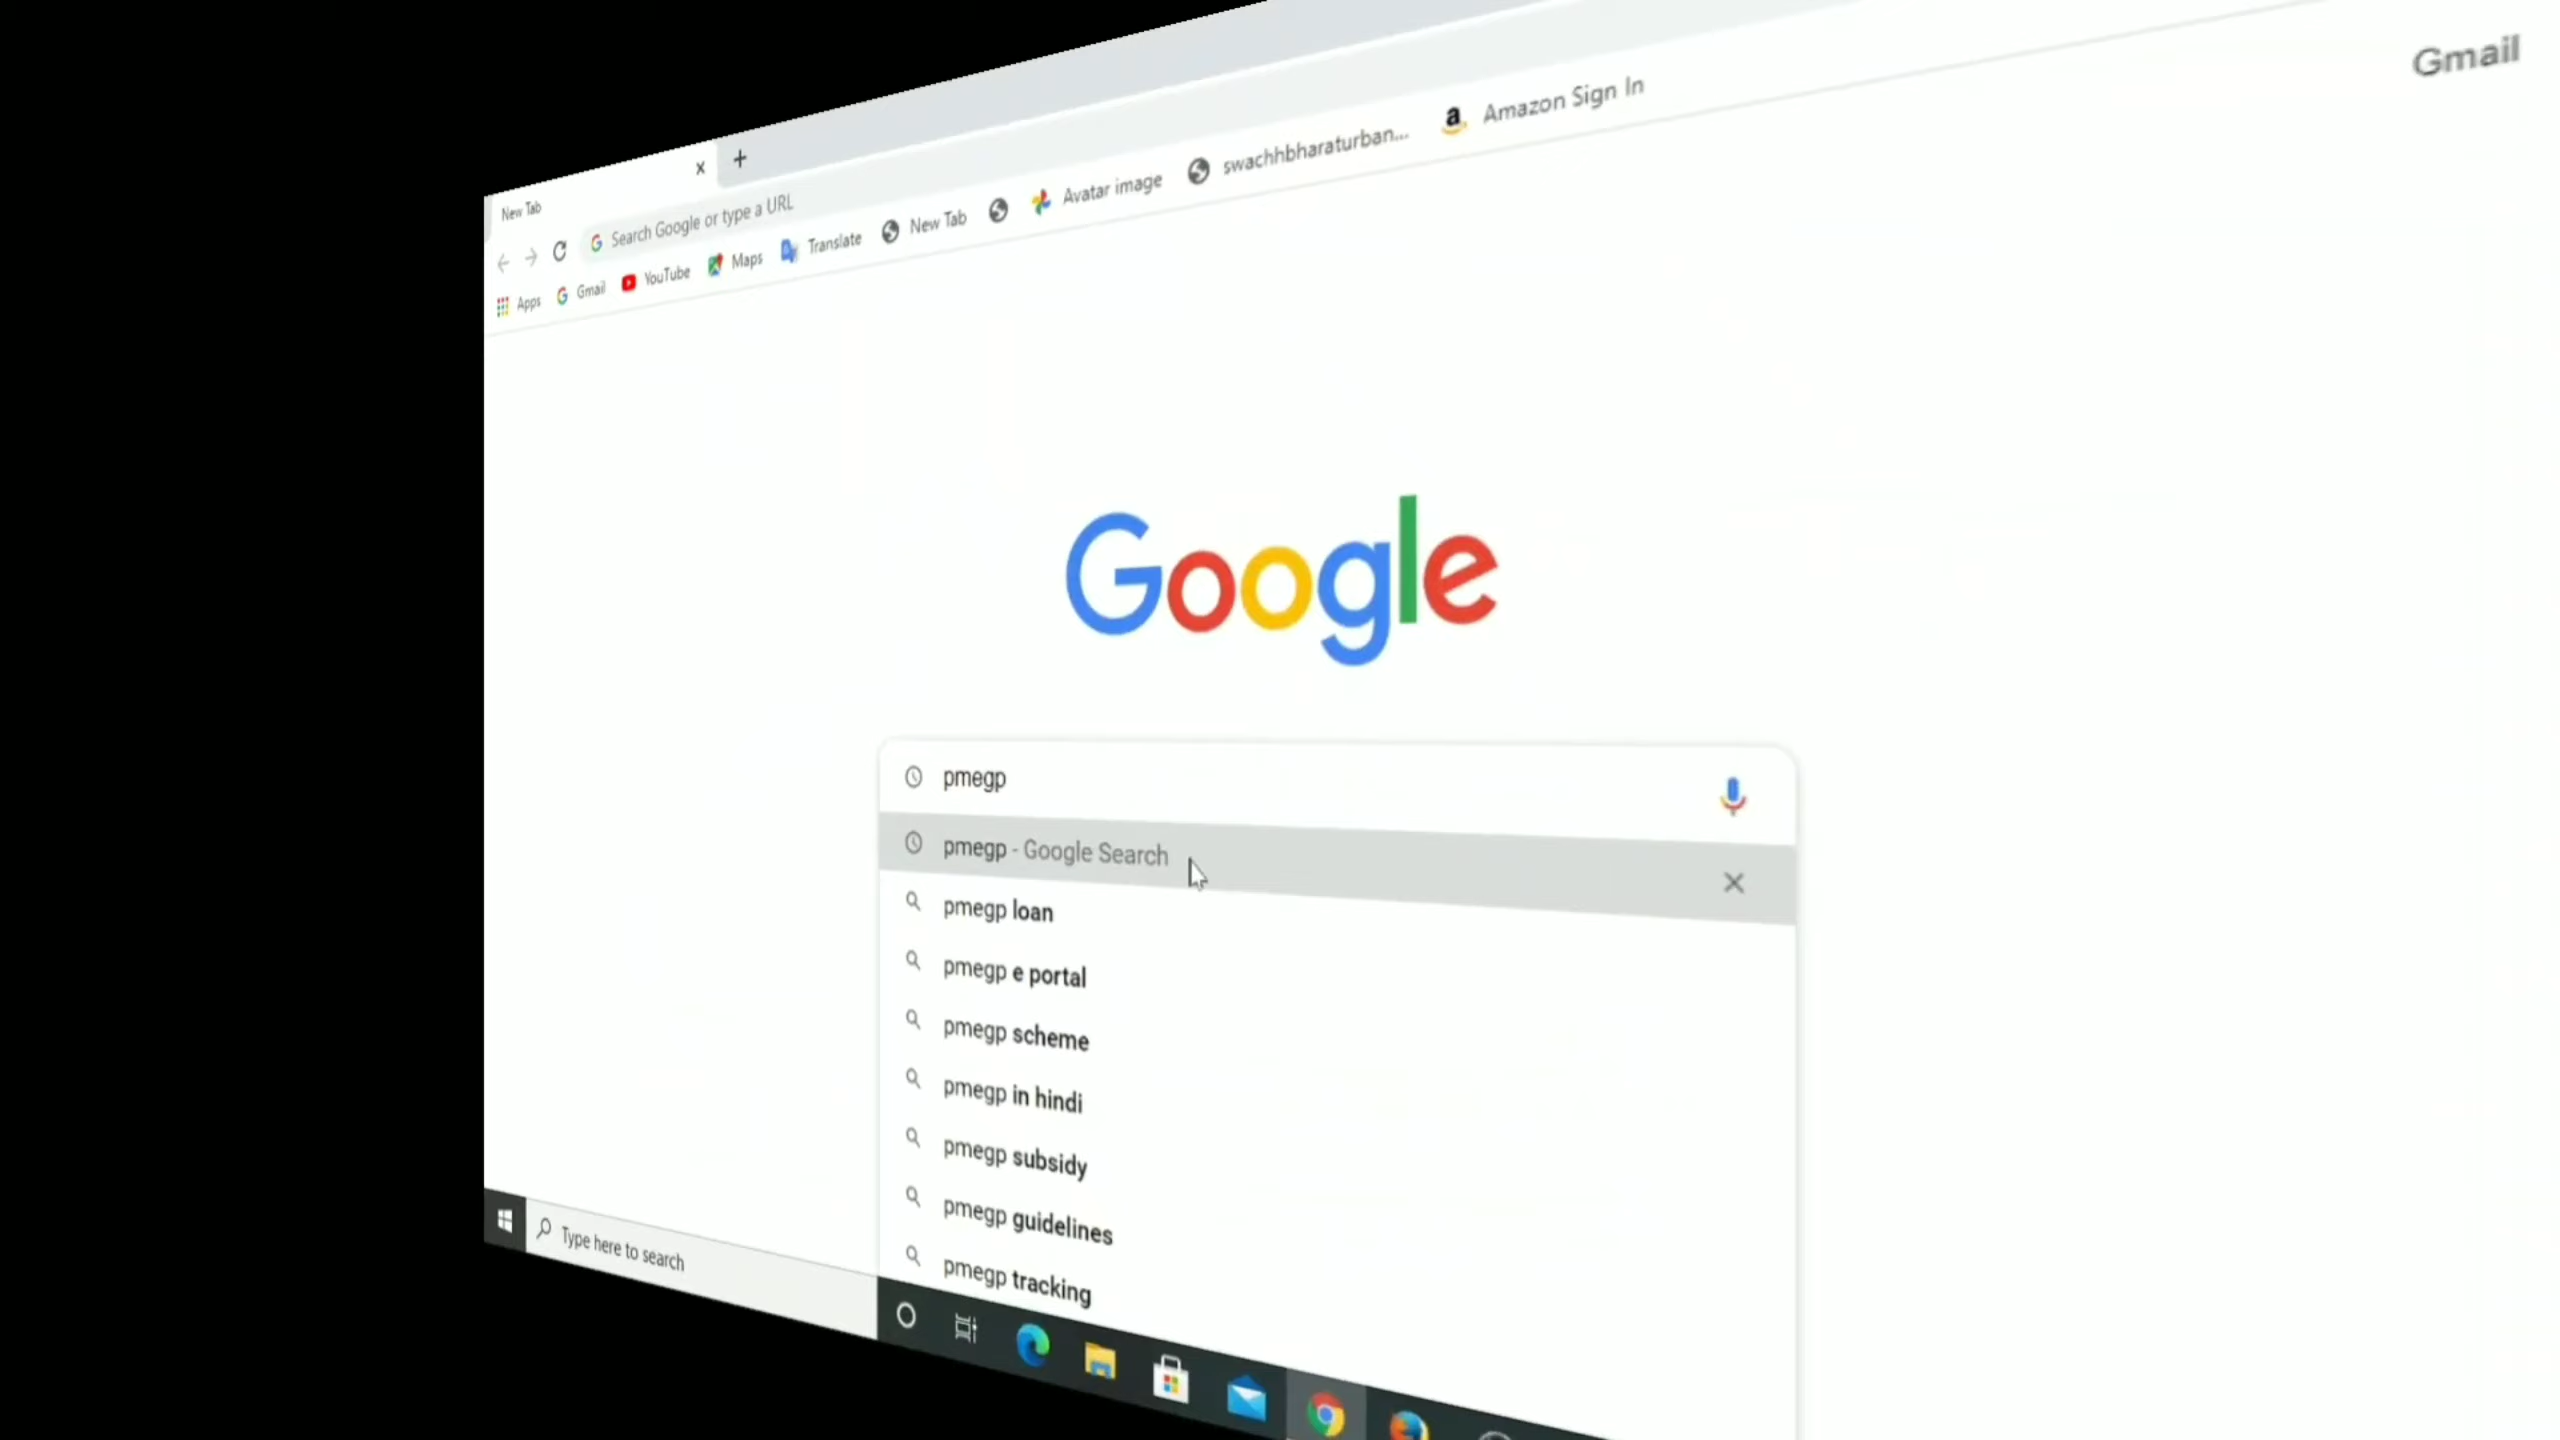 Gmail
New Tab
Search Google or type a URL
Apps Gmail YouTube Maps Translate New Tab Avatar image swachhbharaturban... Amazon Sign In
Google
pmegp
pmegp - Google Search
pmegp loan
pmegp e portal
pmegp scheme
pmegp in hindi
pmegp subsidy
pmegp guidelines
pmegp tracking
Type here to search